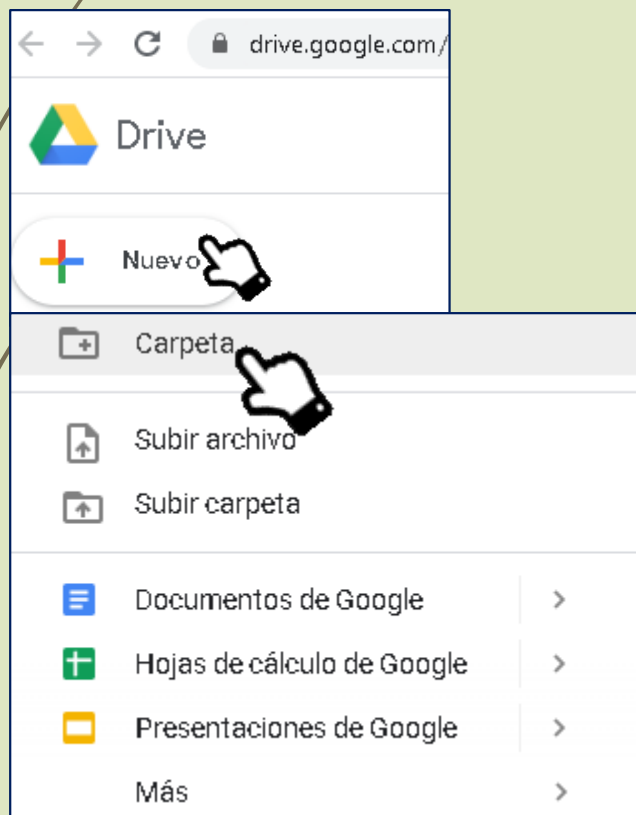 drive.google.com/
Drive
Nuevo
Carpeta
Subir archivo
Subir carpeta
Documentos de Google
Hojas de cálculo de Google
Presentaciones de Google
Más